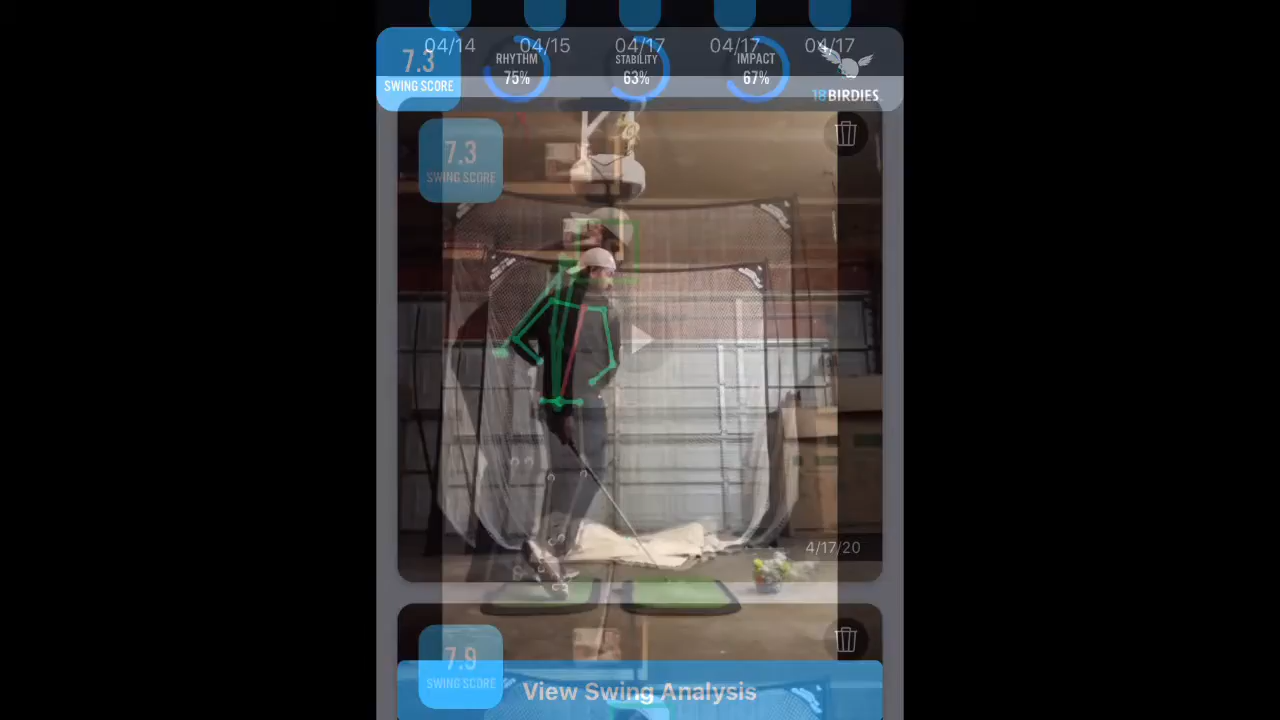 04/14 04/15 04/17 04/17 04/17
7.3
SWING SCORE
RHYTHM
75%
STABILITY
63%
IMPACT
67%
18BIRDIES
7.3
SWING SCORE
4/17/20
7.9
SWING SCORE
View Swing Analysis